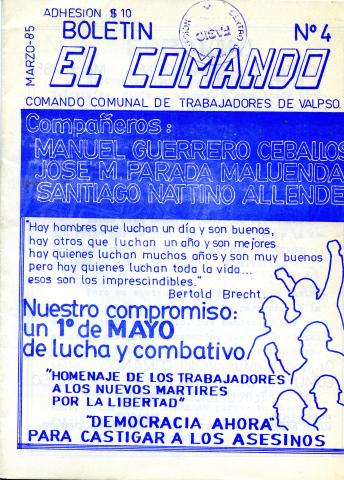 ADHESION $ 10
BOLETIN Nº 4
MARZO-85
EL COMANDO
COMANDO COMUNAL DE TRABAJADORES DE VALPSO.
Compañeros:
MANUEL GUERRERO CEBALLOS
JOSE M. PARADA MALUENDA
SANTIAGO NATTINO ALLENDE
"Hay hombres que luchan un día y son buenos,
hay otros que luchan un año y son mejores
hay quienes luchan muchos años y son muy buenos
pero hay quienes luchan toda la vida...
esos son los imprescindibles."
Bertold Brecht.
Nuestro compromiso:
un 1º de MAYO
de lucha y combativo
"HOMENAJE DE LOS TRABAJADORES
A LOS NUEVOS MARTIRES
POR LA LIBERTAD"
"DEMOCRACIA AHORA"
PARA CASTIGAR A LOS ASESINOS